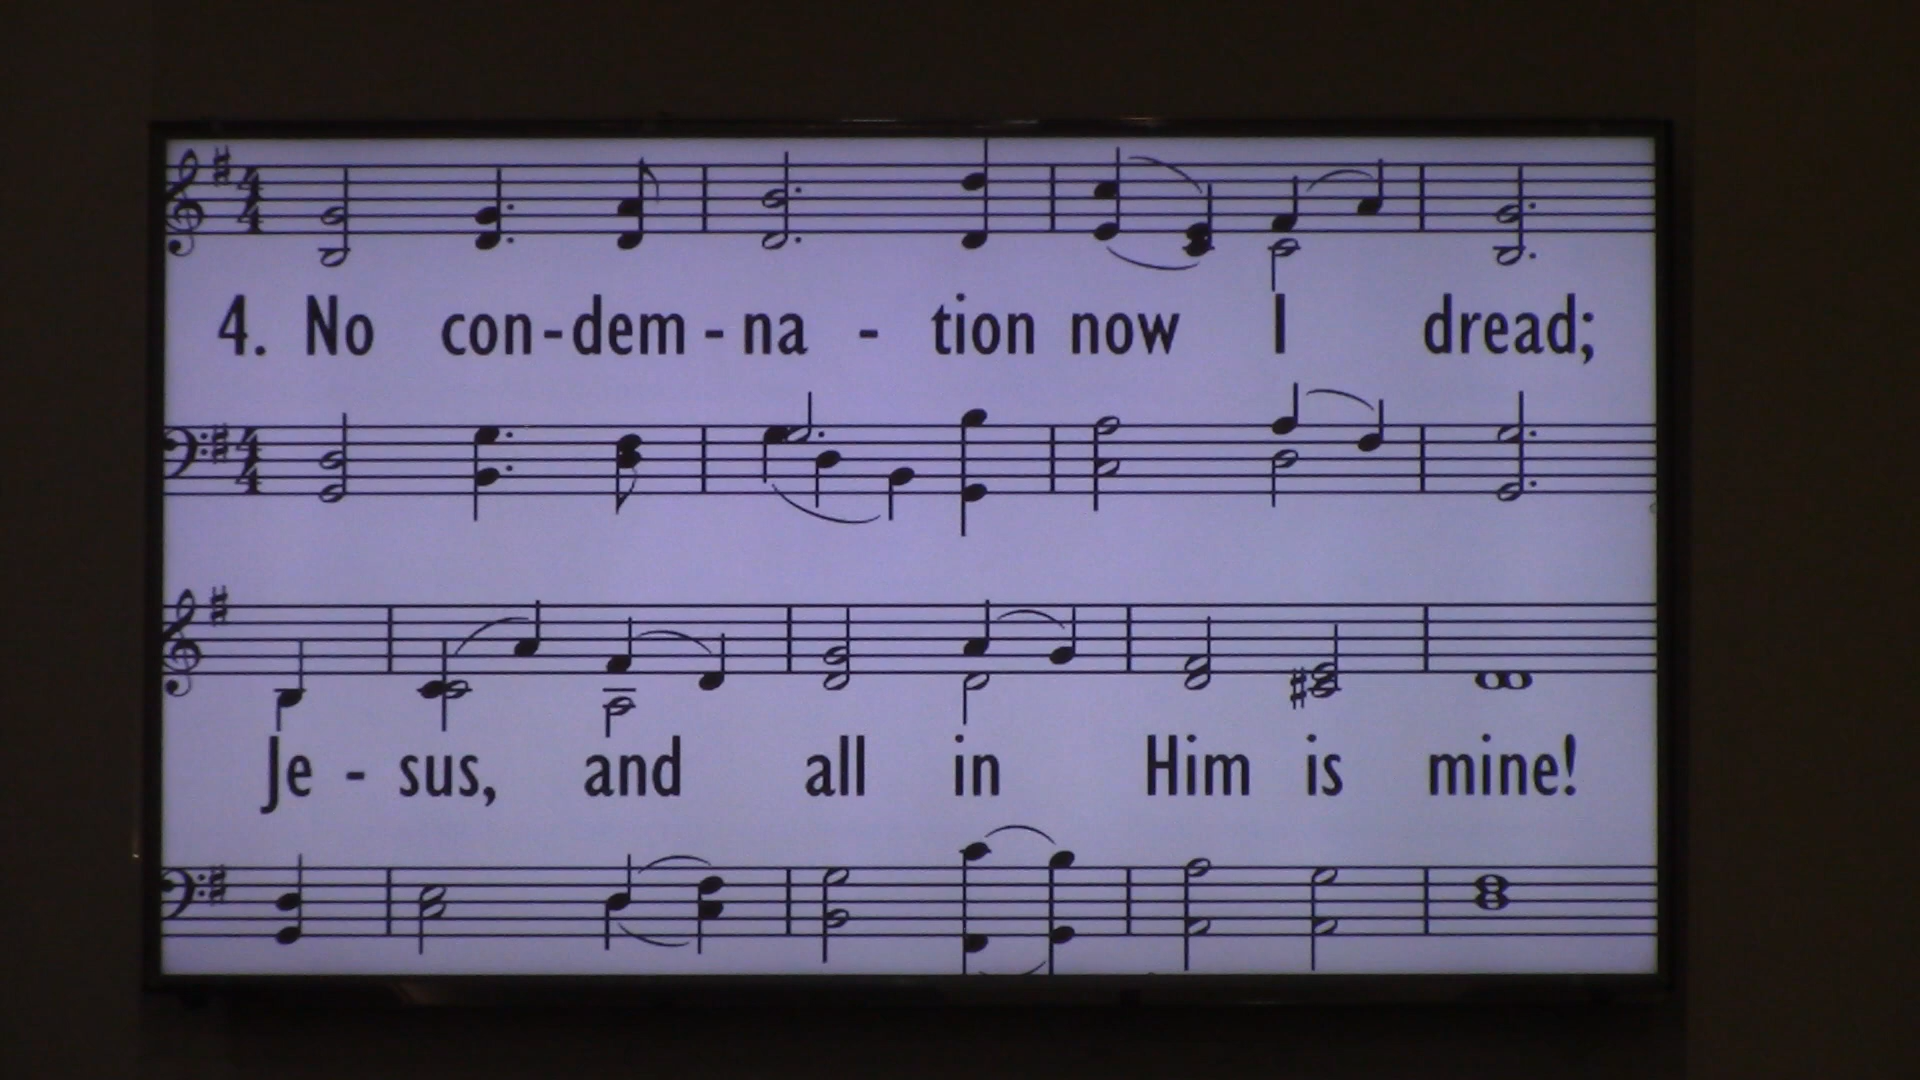 4. No con - dem - na - tion now I dread;
Je - sus, and all in Him is mine!